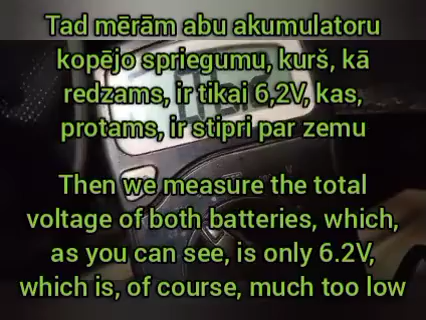 Tad mērām abu akumulatoru
kopējo spriegumu, kurš, kā
redzams, ir tikai 6,2V, kas,
protams, ir stipri par zemu
Then we measure the total
voltage of both batteries, which,
as you can see, is only 6.2V,
which is, of course, much too low